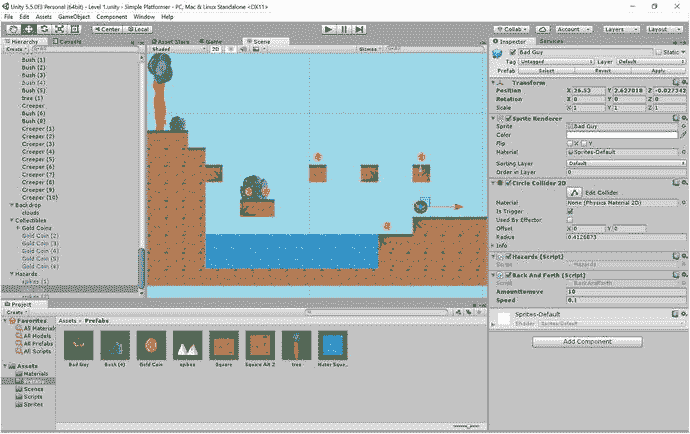 Unity 5.5.0f3 Personal (64bit) - Level 1.unity - Simple Platformer - PC, Mac & Linux Standalone <DX11>
File Edit Assets GameObject Component Window Help
Center Local Collab Account Layers Layout
Hierarchy Console Asset Store Game Scene Inspector Services
Create All Shaded 2D Gizmos All
Bad Guy Static
Tag Untagged Layer Default
Prefab Select Revert Apply
Bush (1)
Bush (2)
Bush (3)
Bush (4)
Bush (5)
tree (1)
Creeper
Bush (6)
Bush (8)
Creeper (1)
Creeper (2)
Creeper (3)
Creeper (4)
Creeper (5)
Creeper (6)
Creeper (7)
Creeper (8)
Creeper (9)
Creeper (10)
Backdrop
clouds
Collectibles
Gold Coins
Gold Coin (2)
Gold Coin (3)
Gold Coin (5)
Gold Coin (4)
Hazards
spikes (1)
Transform
Position X 26.53 Y 2.627018 Z -0.027342
Rotation X 0 Y 0 Z 0
Scale X 1 Y 1 Z 1
Sprite Renderer
Sprite Bad Guy
Color
Flip X Y
Material Sprites-Default
Sorting Layer Default
Order in Layer 0
Circle Collider 2D
Edit Collider
Material None (Physics Material 2D)
Is Trigger
Used By Effector
Offset X 0 Y 0
Radius 0.4126873
Info
Hazards (Script)
Script Hazards
Back And Forth (Script)
Script BackAndForth
Amounttomove 10
Speed 0.1
Sprites-Default
Shader Sprites/Default
Add Component
Project
Create
Favorites
All Materials
All Models
All Prefabs
All Scripts
Assets
Materials
Scenes
Scripts
Sprites
Assets Prefabs
Bad Guy Bush (4) Gold Coin spikes Square Square Alt 2 tree Water Squa...